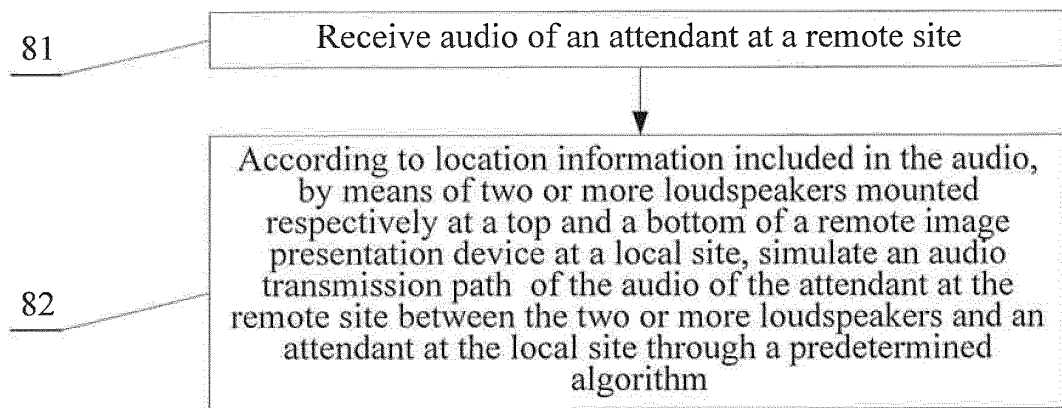 81
Receive audio of an attendant at a remote site
82
According to location information included in the audio,
by means of two or more loudspeakers mounted
respectively at a top and a bottom of a remote image
presentation device at a local site, simulate an audio
transmission path of the audio of the attendant at the
remote site between the two or more loudspeakers and an
attendant at the local site through a predetermined
algorithm